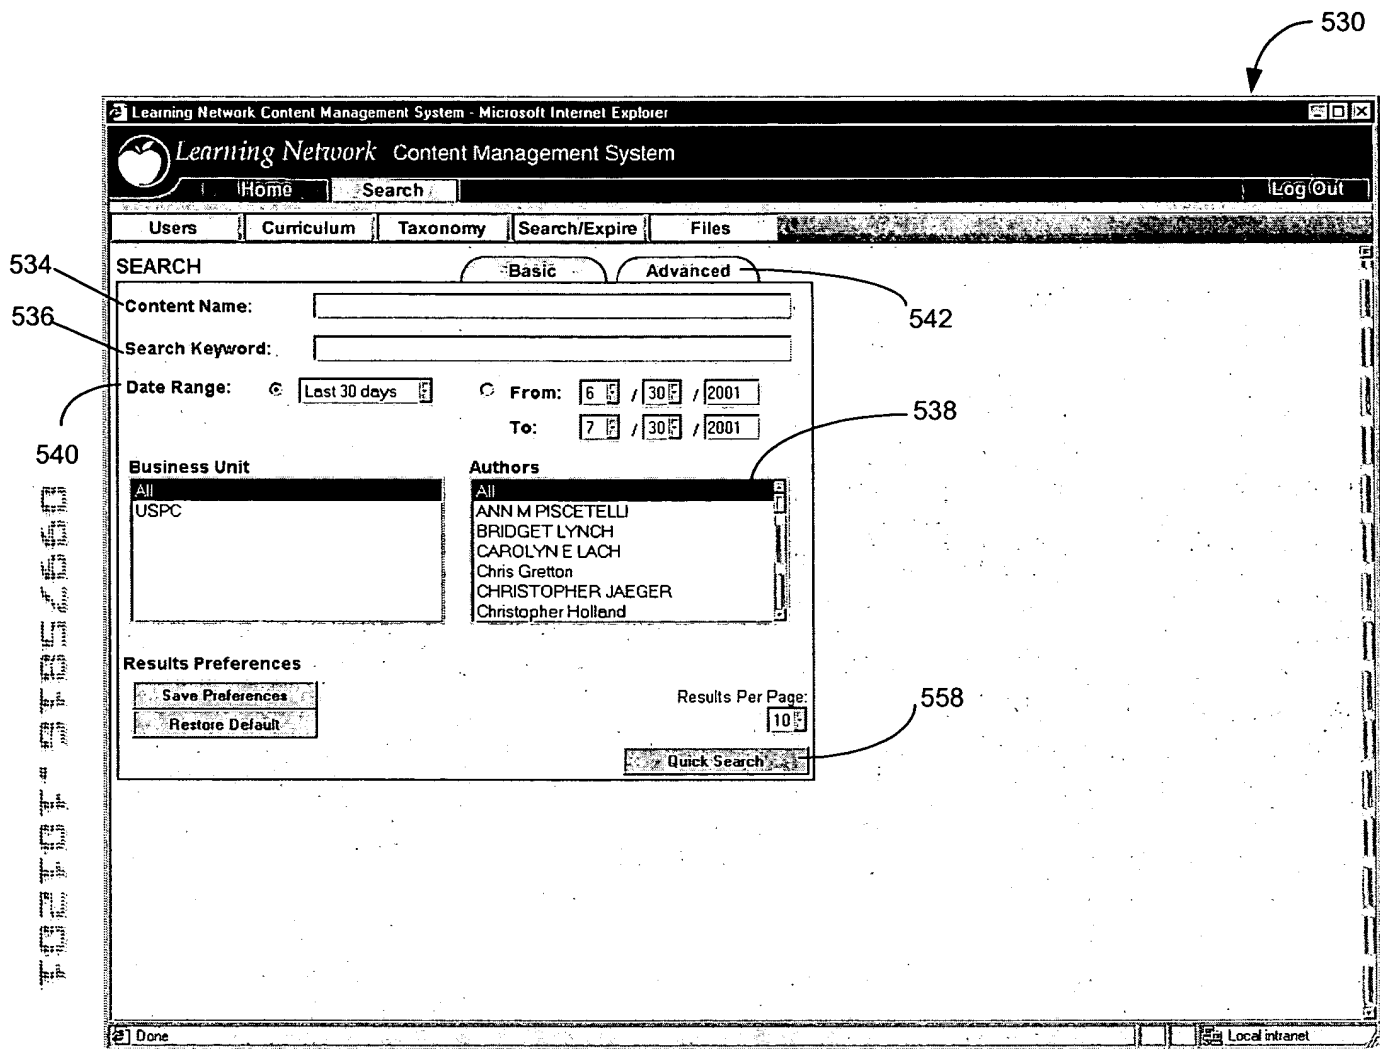 530
Learning Network Content Management System - Microsoft Internet Explorer
Learning Network Content Management System
Home Search Log Out
Users Curriculum Taxonomy Search/Expire Files
534
SEARCH Basic Advanced
542
Content Name:
536
Search Keyword:
540
Date Range: Last 30 days From: 6 / 30 / 2001
To: 7 / 30 / 2001
538
Business Unit Authors
All
USPC
All
ANN M PISCETELLI
BRIDGET LYNCH
CAROLYN E LACH
Chris Gretton
CHRISTOPHER JAEGER
Christopher Holland
Results Preferences
Save Preferences
Restore Default
Results Per Page:
10
558
Quick Search
Done Local intranet